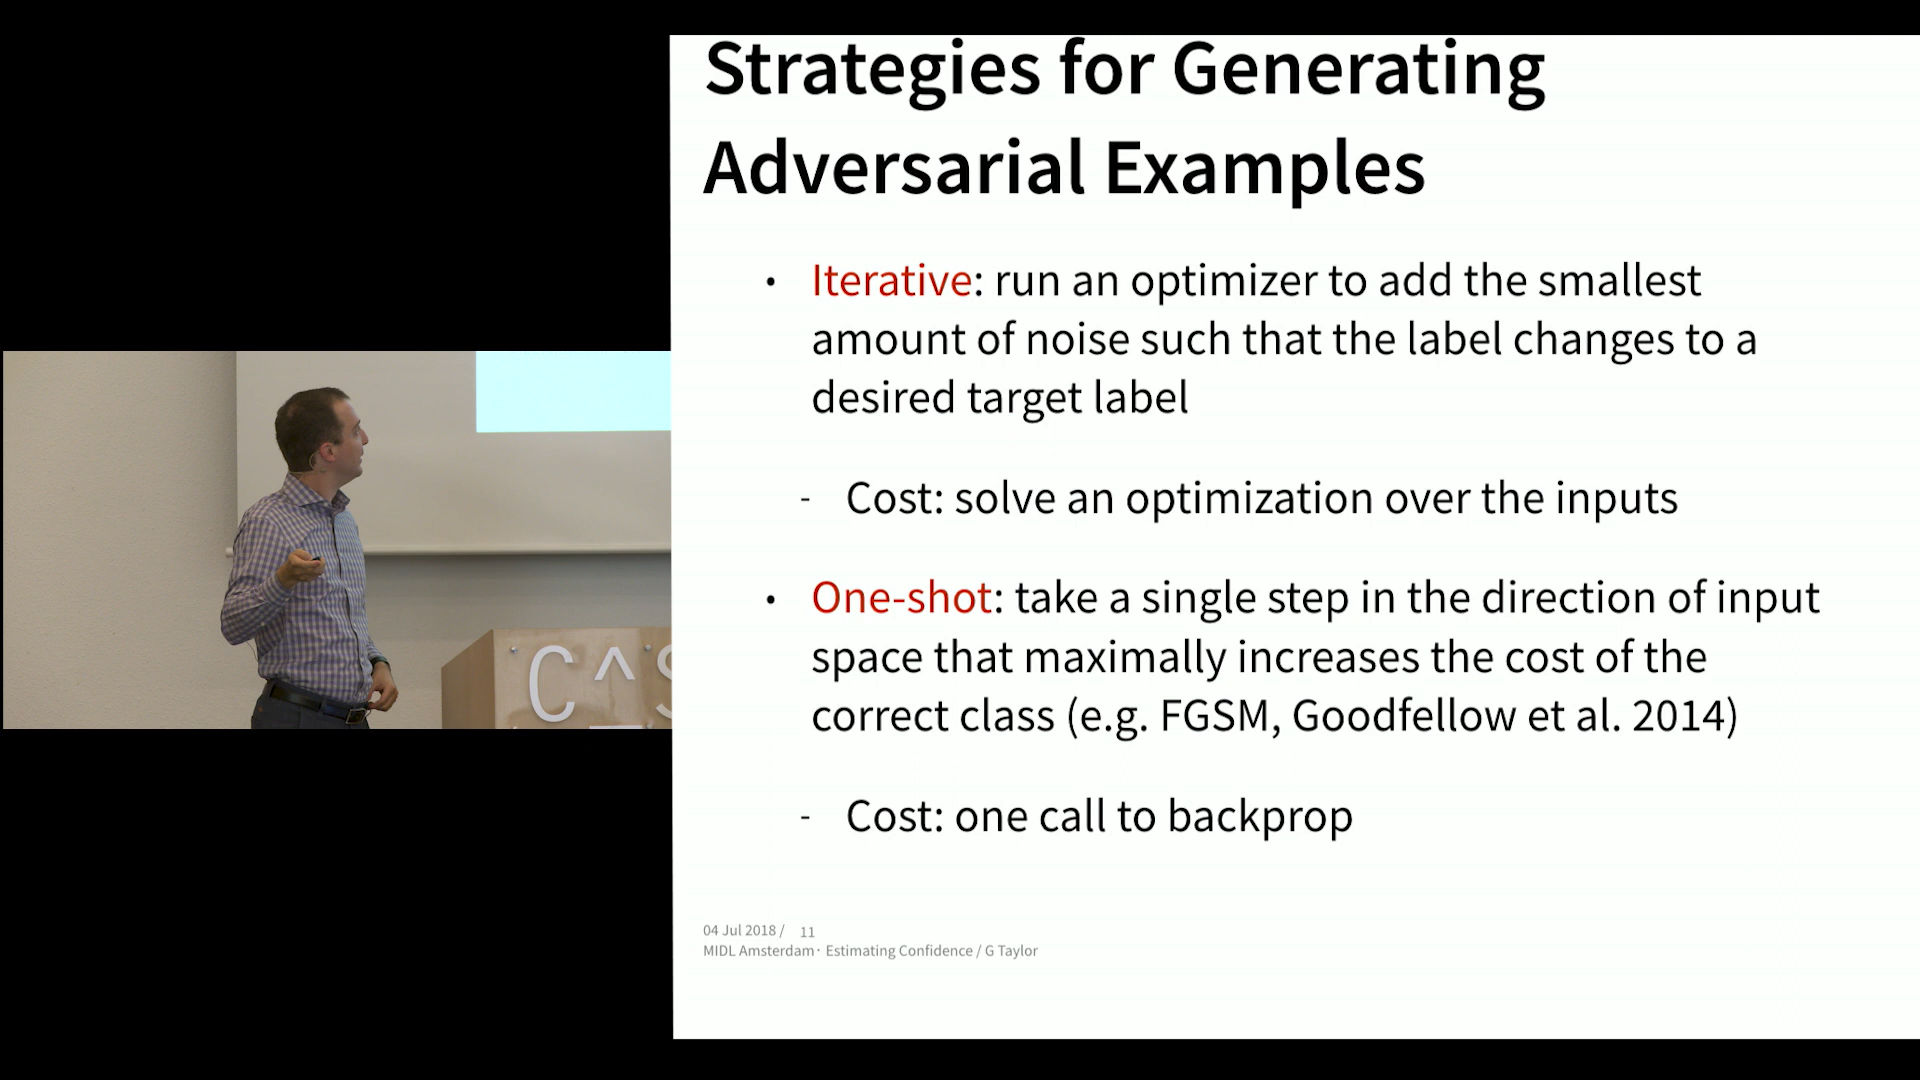 Strategies for Generating
Adversarial Examples
• Iterative: run an optimizer to add the smallest
amount of noise such that the label changes to a
desired target label
- Cost: solve an optimization over the inputs
• One-shot: take a single step in the direction of input
space that maximally increases the cost of the
correct class (e.g. FGSM, Goodfellow et al. 2014)
- Cost: one call to backprop
04 Jul 2018 / 11
MIDL Amsterdam · Estimating Confidence / G Taylor